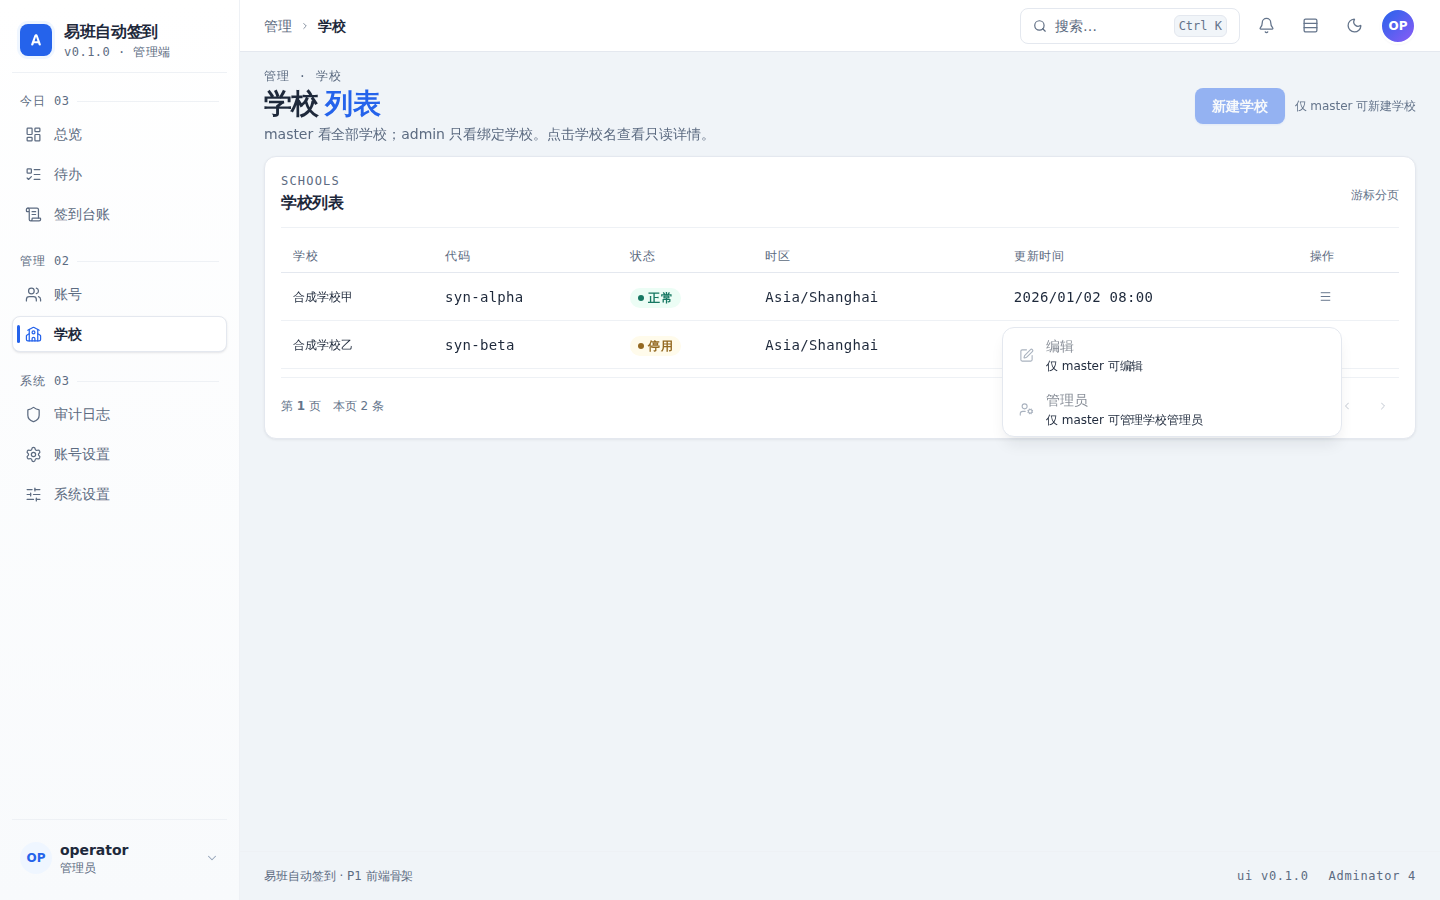 A
易班自动签到
v0.1.0 · 管理端
今日 03
总览
待办
签到台账
管理 02
账号
学校
系统 03
审计日志
账号设置
系统设置
OP
operator
管理员
管理 › 学校
搜索… Ctrl K
OP
管理 · 学校
学校 列表
master 看全部学校；admin 只看绑定学校。点击学校名查看只读详情。
新建学校 仅 master 可新建学校
SCHOOLS
学校列表
游标分页
学校 代码 状态 时区 更新时间 操作
合成学校甲 syn-alpha 正常 Asia/Shanghai 2026/01/02 08:00
合成学校乙 syn-beta 停用 Asia/Shanghai
编辑
仅 master 可编辑
管理员
仅 master 可管理学校管理员
第 1 页 本页 2 条
易班自动签到 · P1 前端骨架
ui v0.1.0 Adminator 4